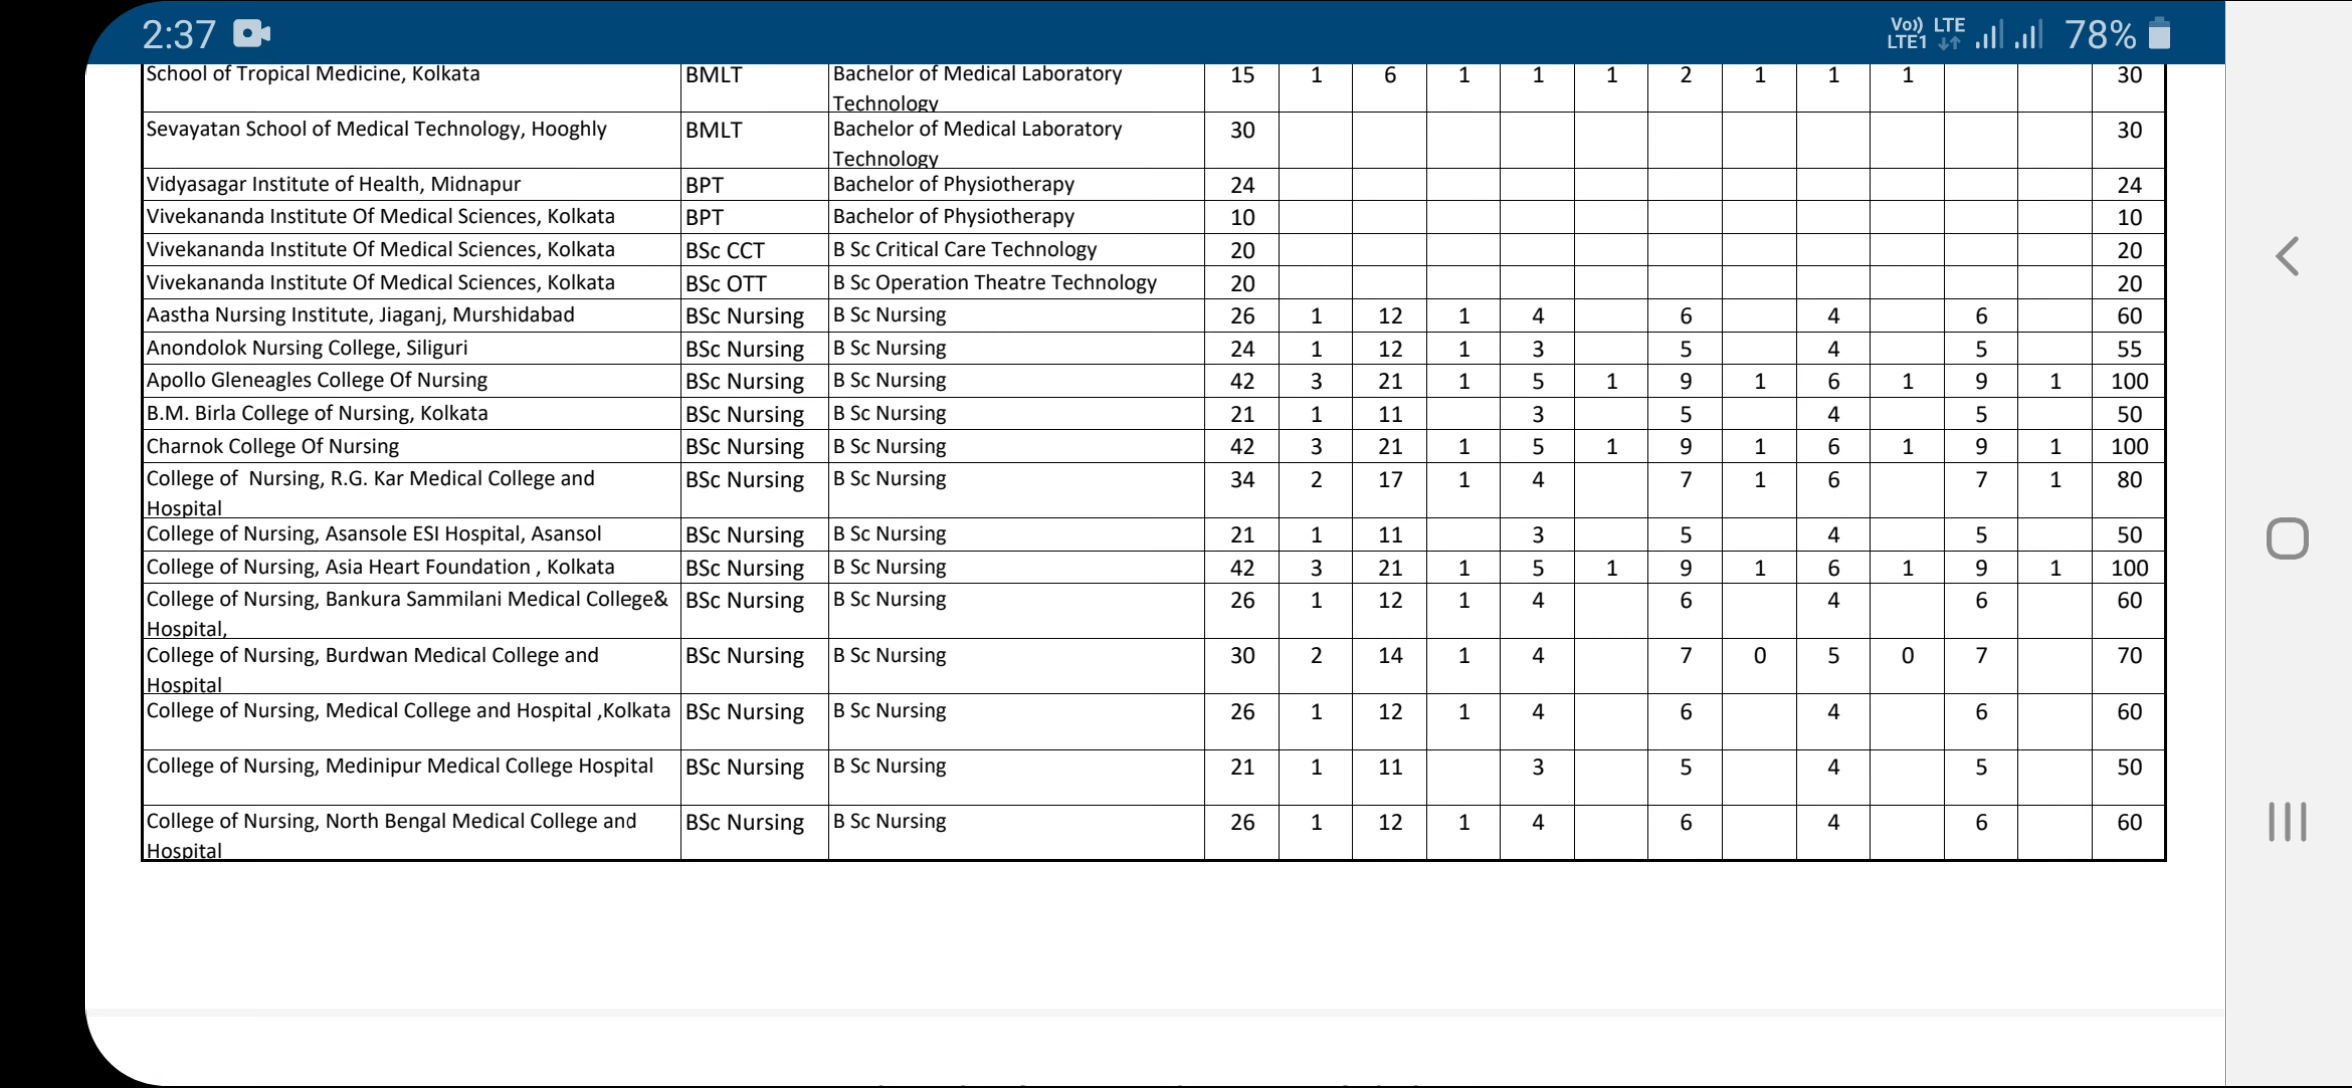 2:37 Vo)) LTE 78%
LTE1
School of Tropical Medicine, Kolkata BMLT Bachelor of Medical Laboratory 15 1 6 1 1 1 2 1 1 1 30
Technology
Sevayatan School of Medical Technology, Hooghly BMLT Bachelor of Medical Laboratory 30 30
Technology
Vidyasagar Institute of Health, Midnapur BPT Bachelor of Physiotherapy 24 24
Vivekananda Institute Of Medical Sciences, Kolkata BPT Bachelor of Physiotherapy 10 10
Vivekananda Institute Of Medical Sciences, Kolkata BSc CCT B Sc Critical Care Technology 20 20
Vivekananda Institute Of Medical Sciences, Kolkata BSc OTT B Sc Operation Theatre Technology 20 20
Aastha Nursing Institute, Jiaganj, Murshidabad BSc Nursing B Sc Nursing 26 1 12 1 4 6 4 6 60
Anondolok Nursing College, Siliguri BSc Nursing B Sc Nursing 24 1 12 1 3 5 4 5 55
Apollo Gleneagles College Of Nursing BSc Nursing B Sc Nursing 42 3 21 1 5 1 9 1 6 1 9 1 100
B.M. Birla College of Nursing, Kolkata BSc Nursing B Sc Nursing 21 1 11 3 5 4 5 50
Charnok College Of Nursing BSc Nursing B Sc Nursing 42 3 21 1 5 1 9 1 6 1 9 1 100
College of Nursing, R.G. Kar Medical College and BSc Nursing B Sc Nursing 34 2 17 1 4 7 1 6 7 1 80
Hospital
College of Nursing, Asansole ESI Hospital, Asansol BSc Nursing B Sc Nursing 21 1 11 3 5 4 5 50
College of Nursing, Asia Heart Foundation , Kolkata BSc Nursing B Sc Nursing 42 3 21 1 5 1 9 1 6 1 9 1 100
College of Nursing, Bankura Sammilani Medical College& BSc Nursing B Sc Nursing 26 1 12 1 4 6 4 6 60
Hospital,
College of Nursing, Burdwan Medical College and BSc Nursing B Sc Nursing 30 2 14 1 4 7 0 5 0 7 70
Hospital
College of Nursing, Medical College and Hospital ,Kolkata BSc Nursing B Sc Nursing 26 1 12 1 4 6 4 6 60
College of Nursing, Medinipur Medical College Hospital BSc Nursing B Sc Nursing 21 1 11 3 5 4 5 50
College of Nursing, North Bengal Medical College and BSc Nursing B Sc Nursing 26 1 12 1 4 6 4 6 60
Hospital